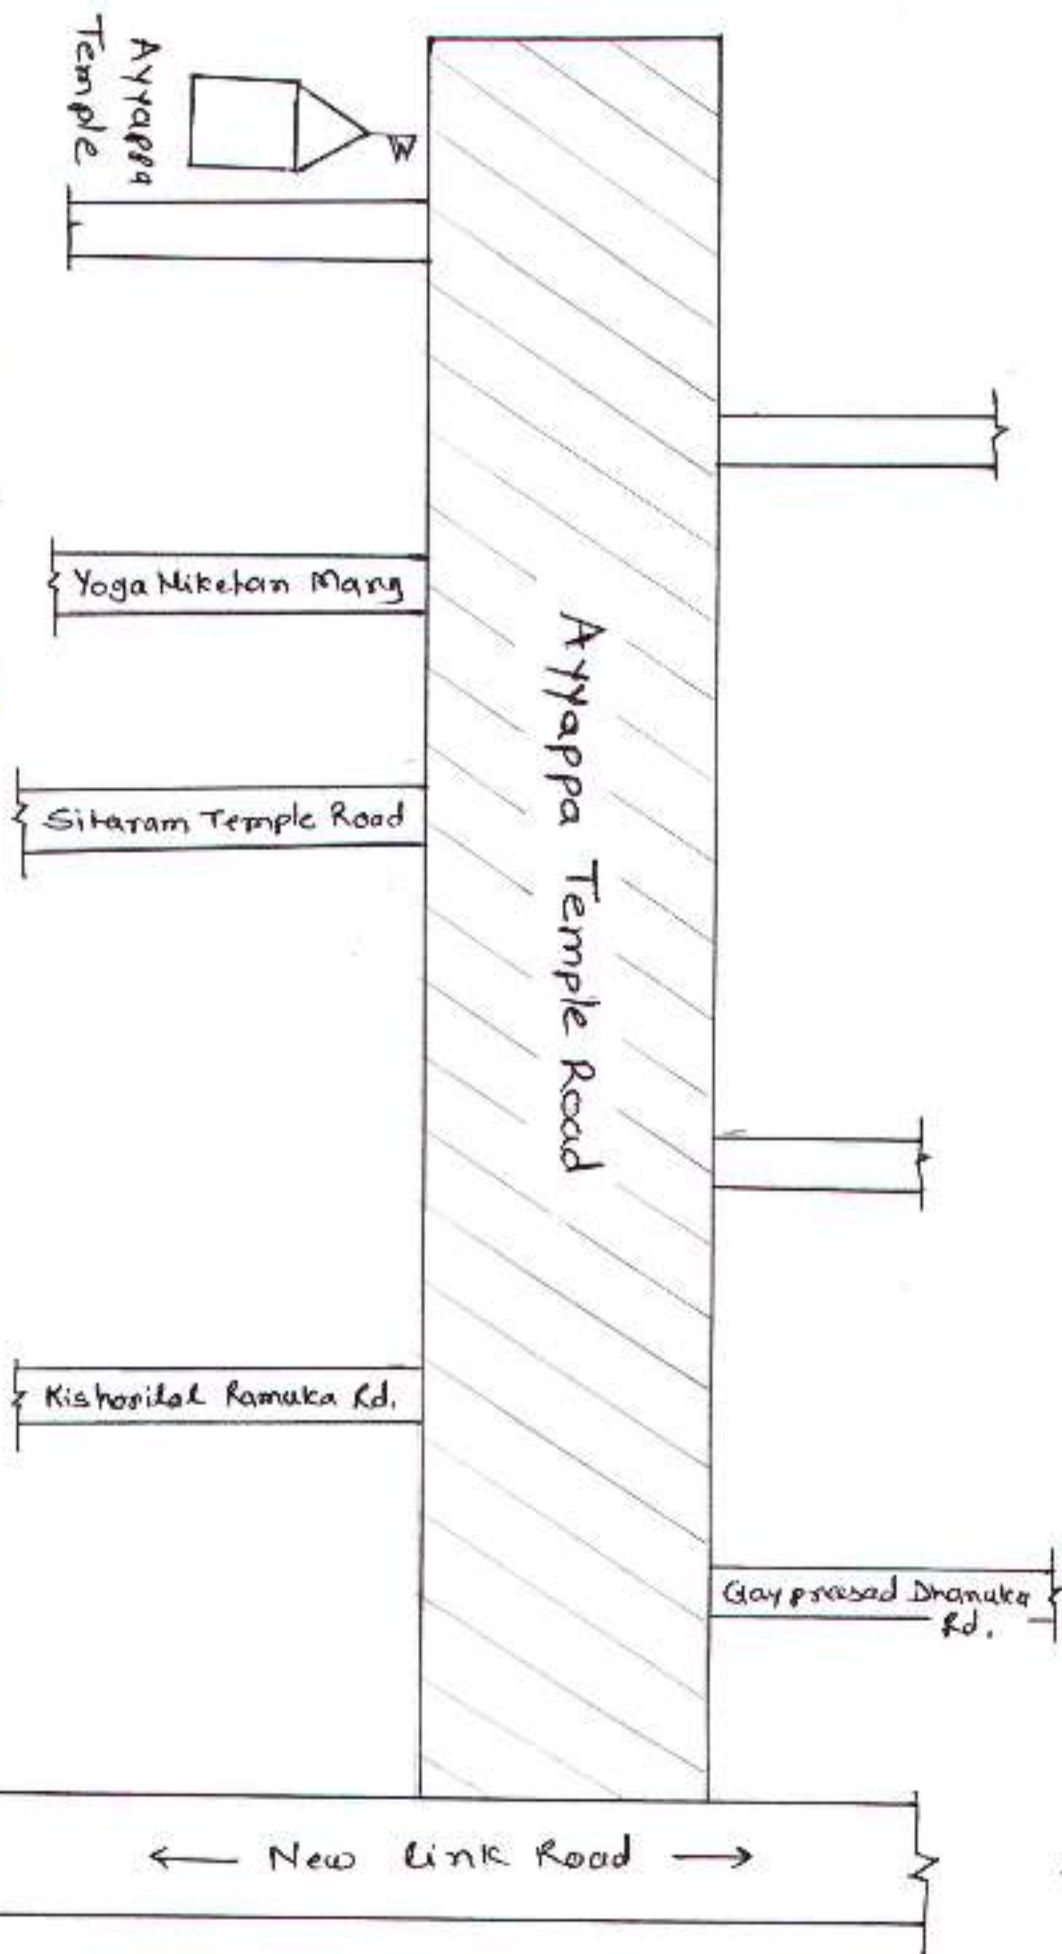 Ayyappa
Temple
Yoga Niketan Marg
Sitaram Temple Road
Ayyappa Temple Road
Kishorilal Ramuka Rd.
Gayprasad Dhanuka
Rd.
← New Link Road →